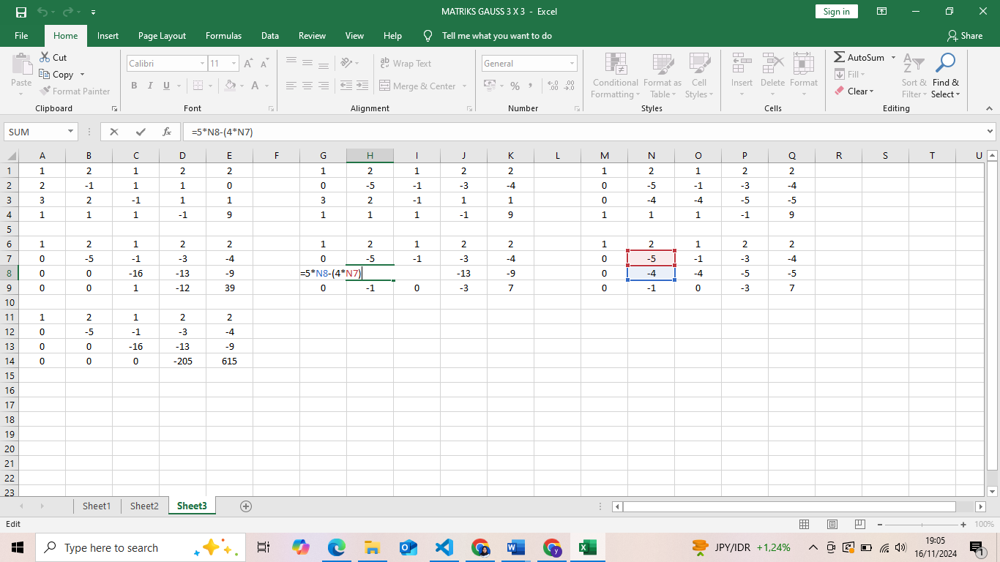 MATRIKS GAUSS 3 X 3 - Excel
Sign in
File Home Insert Page Layout Formulas Data Review View Help Tell me what you want to do Share
Paste
Cut
Copy
Format Painter
Clipboard
Calibri 11
B I U
Font
Wrap Text
Merge & Center
Alignment
General
Number
Conditional Formatting
Format as Table
Cell Styles
Styles
Insert Delete Format
Cells
AutoSum
Fill
Clear
Sort & Filter
Find & Select
Editing
SUM =5*N8-(4*N7)
A B C D E F G H I J K L M N O P Q R S T U
1 1 2 1 2 2 1 2 1 2 2 1 2 1 2 2
2 2 -1 1 1 0 0 -5 -1 -3 -4 0 -5 -1 -3 -4
3 3 2 -1 1 1 3 2 -1 1 1 0 -4 -4 -5 -5
4 1 1 1 -1 9 1 1 1 -1 9 1 1 1 -1 9
5
6 1 2 1 2 2 1 2 1 2 2 1 2 1 2 2
7 0 -5 -1 -3 -4 0 -5 -1 -3 -4 0 -5 -1 -3 -4
8 0 0 -16 -13 -9 =5*N8-(4*N7) -13 -9 0 -4 -4 -5 -5
9 0 0 1 -12 39 0 -1 0 -3 7 0 -1 0 -3 7
10
11 1 2 1 2 2
12 0 -5 -1 -3 -4
13 0 0 -16 -13 -9
14 0 0 0 -205 615
15
16
17
18
19
20
21
22
23
Sheet1 Sheet2 Sheet3
Edit 100%
Type here to search
JPY/IDR +1,24%
19:05
16/11/2024
1